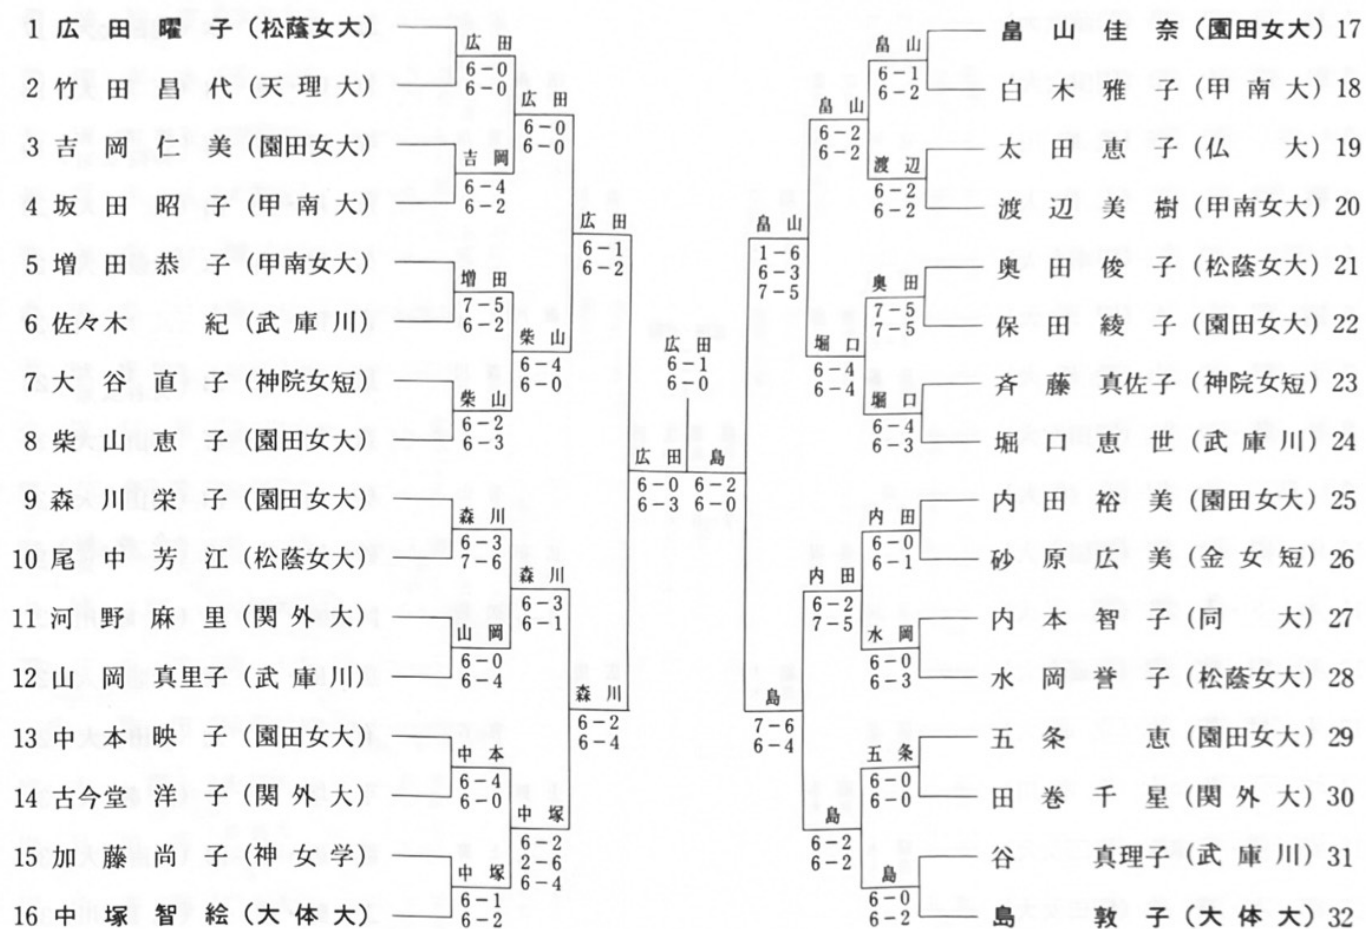 1 広田曜子(松蔭女大)
2 竹田昌代(天理大)
3 吉岡仁美(園田女大)
4 坂田昭子(甲南大)
5 増田恭子(甲南女大)
6 佐々木 紀(武庫川)
7 大谷直子(神院女短)
8 柴山恵子(園田女大)
9 森川栄子(園田女大)
10 尾中芳江(松蔭女大)
11 河野麻里(関外大)
12 山岡真里子(武庫川)
13 中本映子(園田女大)
14 古今堂洋子(関外大)
15 加藤尚子(神女学)
16 中塚智絵(大体大)
広田
6-0
6-0
吉岡
6-4
6-2
増田
7-5
6-2
柴山
6-2
6-3
森川
6-3
7-6
山岡
6-0
6-4
中本
6-4
6-0
中塚
6-1
6-2
広田
6-0
6-0
柴山
6-4
6-0
森川
6-3
6-1
中塚
6-2
2-6
6-4
広田
6-1
6-2
森川
6-2
6-4
広田
6-0
6-3
広田
6-1
6-0
島
6-2
6-0
畠山
1-6
6-3
7-5
島
7-6
6-4
畠山
6-2
6-2
堀口
6-4
6-4
内田
6-2
7-5
島
6-2
6-2
畠山
6-1
6-2
渡辺
6-2
6-2
奥田
7-5
7-5
堀口
6-4
6-3
内田
6-0
6-1
水岡
6-0
6-3
五条
6-0
6-0
島
6-0
6-2
畠山佳奈(園田女大)17
白木雅子(甲南大)18
太田恵子(仏大)19
渡辺美樹(甲南女大)20
奥田俊子(松蔭女大)21
保田綾子(園田女大)22
斉藤真佐子(神院女短)23
堀口恵世(武庫川)24
内田裕美(園田女大)25
砂原広美(金女短)26
内本智子(同大)27
水岡誉子(松蔭女大)28
五条 恵(園田女大)29
田巻千星(関外大)30
谷 真理子(武庫川)31
島 敦子(大体大)32